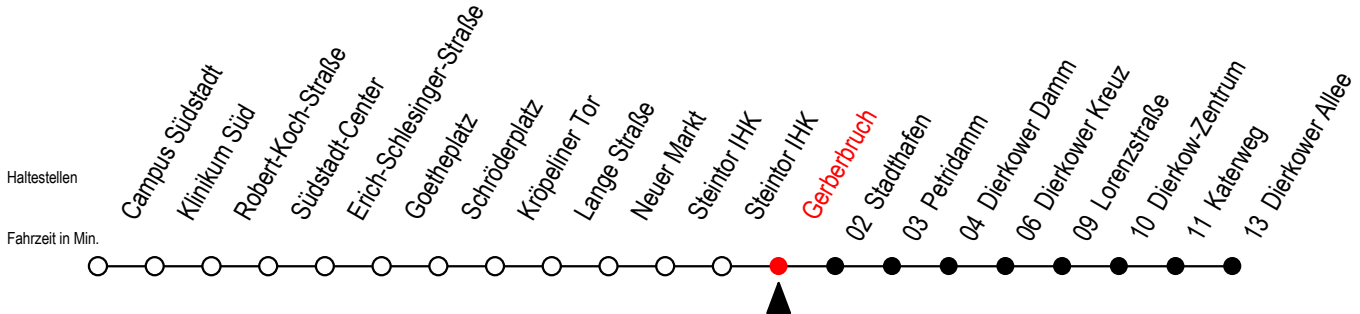 Haltestellen
Fahrzeit in Min.
Campus Südstadt
Klinikum Süd
Robert-Koch-Straße
Südstadt-Center
Erich-Schlesinger-Straße
Goetheplatz
Schröderplatz
Kröpeliner Tor
Lange Straße
Neuer Markt
Steintor IHK
Steintor IHK
Gerberbruch
02 Stadthafen
03 Petridamm
04 Dierkower Damm
06 Dierkower Kreuz
09 Lorenzstraße
10 Dierkow-Zentrum
11 Katenweg
13 Dierkower Allee